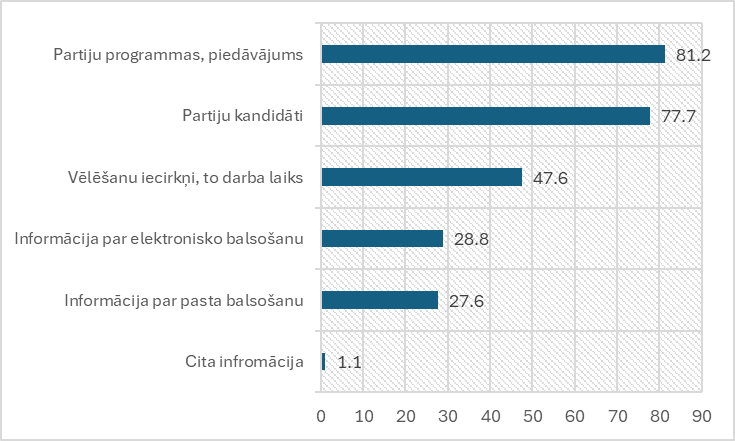 Partiju programmas, piedāvājums 81.2
Partiju kandidāti 77.7
Vēlēšanu iecirkņi, to darba laiks 47.6
Informācija par elektronisko balsošanu 28.8
Informācija par pasta balsošanu 27.6
Cita infromācija 1.1
0 10 20 30 40 50 60 70 80 90